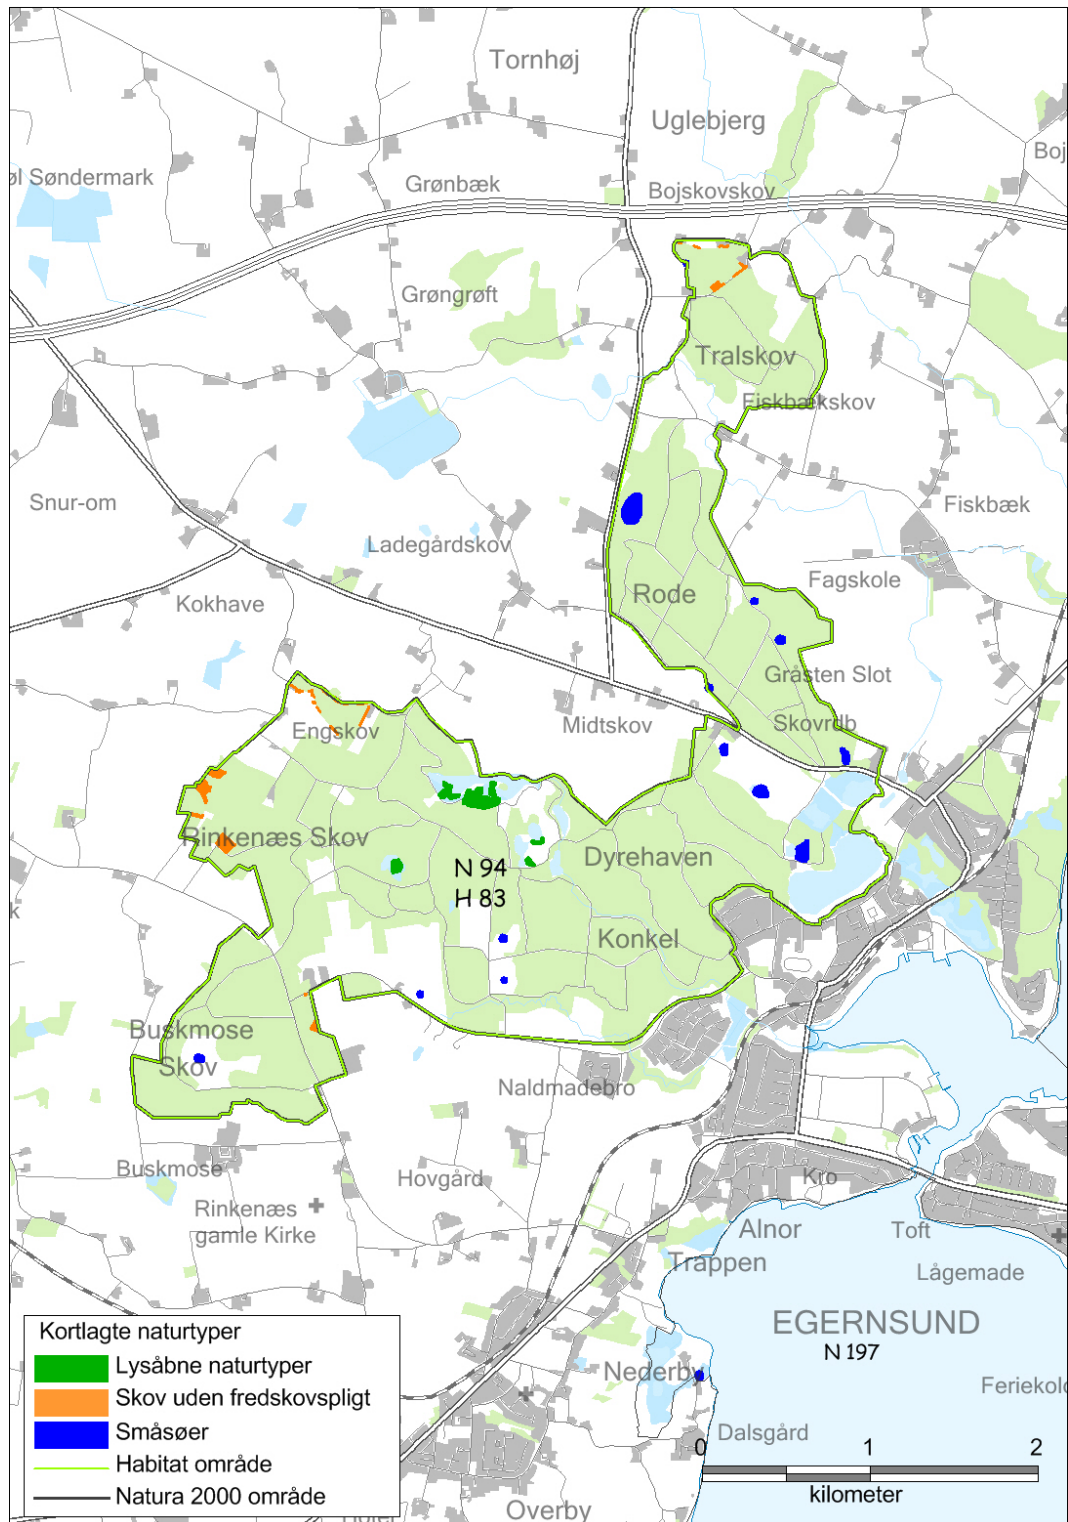 Tornhøj
Uglebjerg
Boj
øl Søndermark
Grønbæk
Bojskovskov
Grøngrøft
Tralskov
Fiskbækskov
Snur-om
Fiskbæk
Ladegårdskov
Fagskole
Kokhave
Rode
Gråsten Slot
Engskov
Midtskov
Skovrdb
Rinkenæs Skov
Dyrehaven
N 94
H 83
k
Konkel
Buskmose
Skov
Naldmadebro
Buskmose
Hovgård
Kro
Rinkenæs
gamle Kirke
Alnor
Toft
Trappen
Lågemade
EGERNSUND
N 197
Nederby
Feriekolo
Dalsgård
0 1 2
kilometer
Overby
Kortlagte naturtyper
Lysåbne naturtyper
Skov uden fredskovspligt
Småsøer
Habitat område
Natura 2000 område